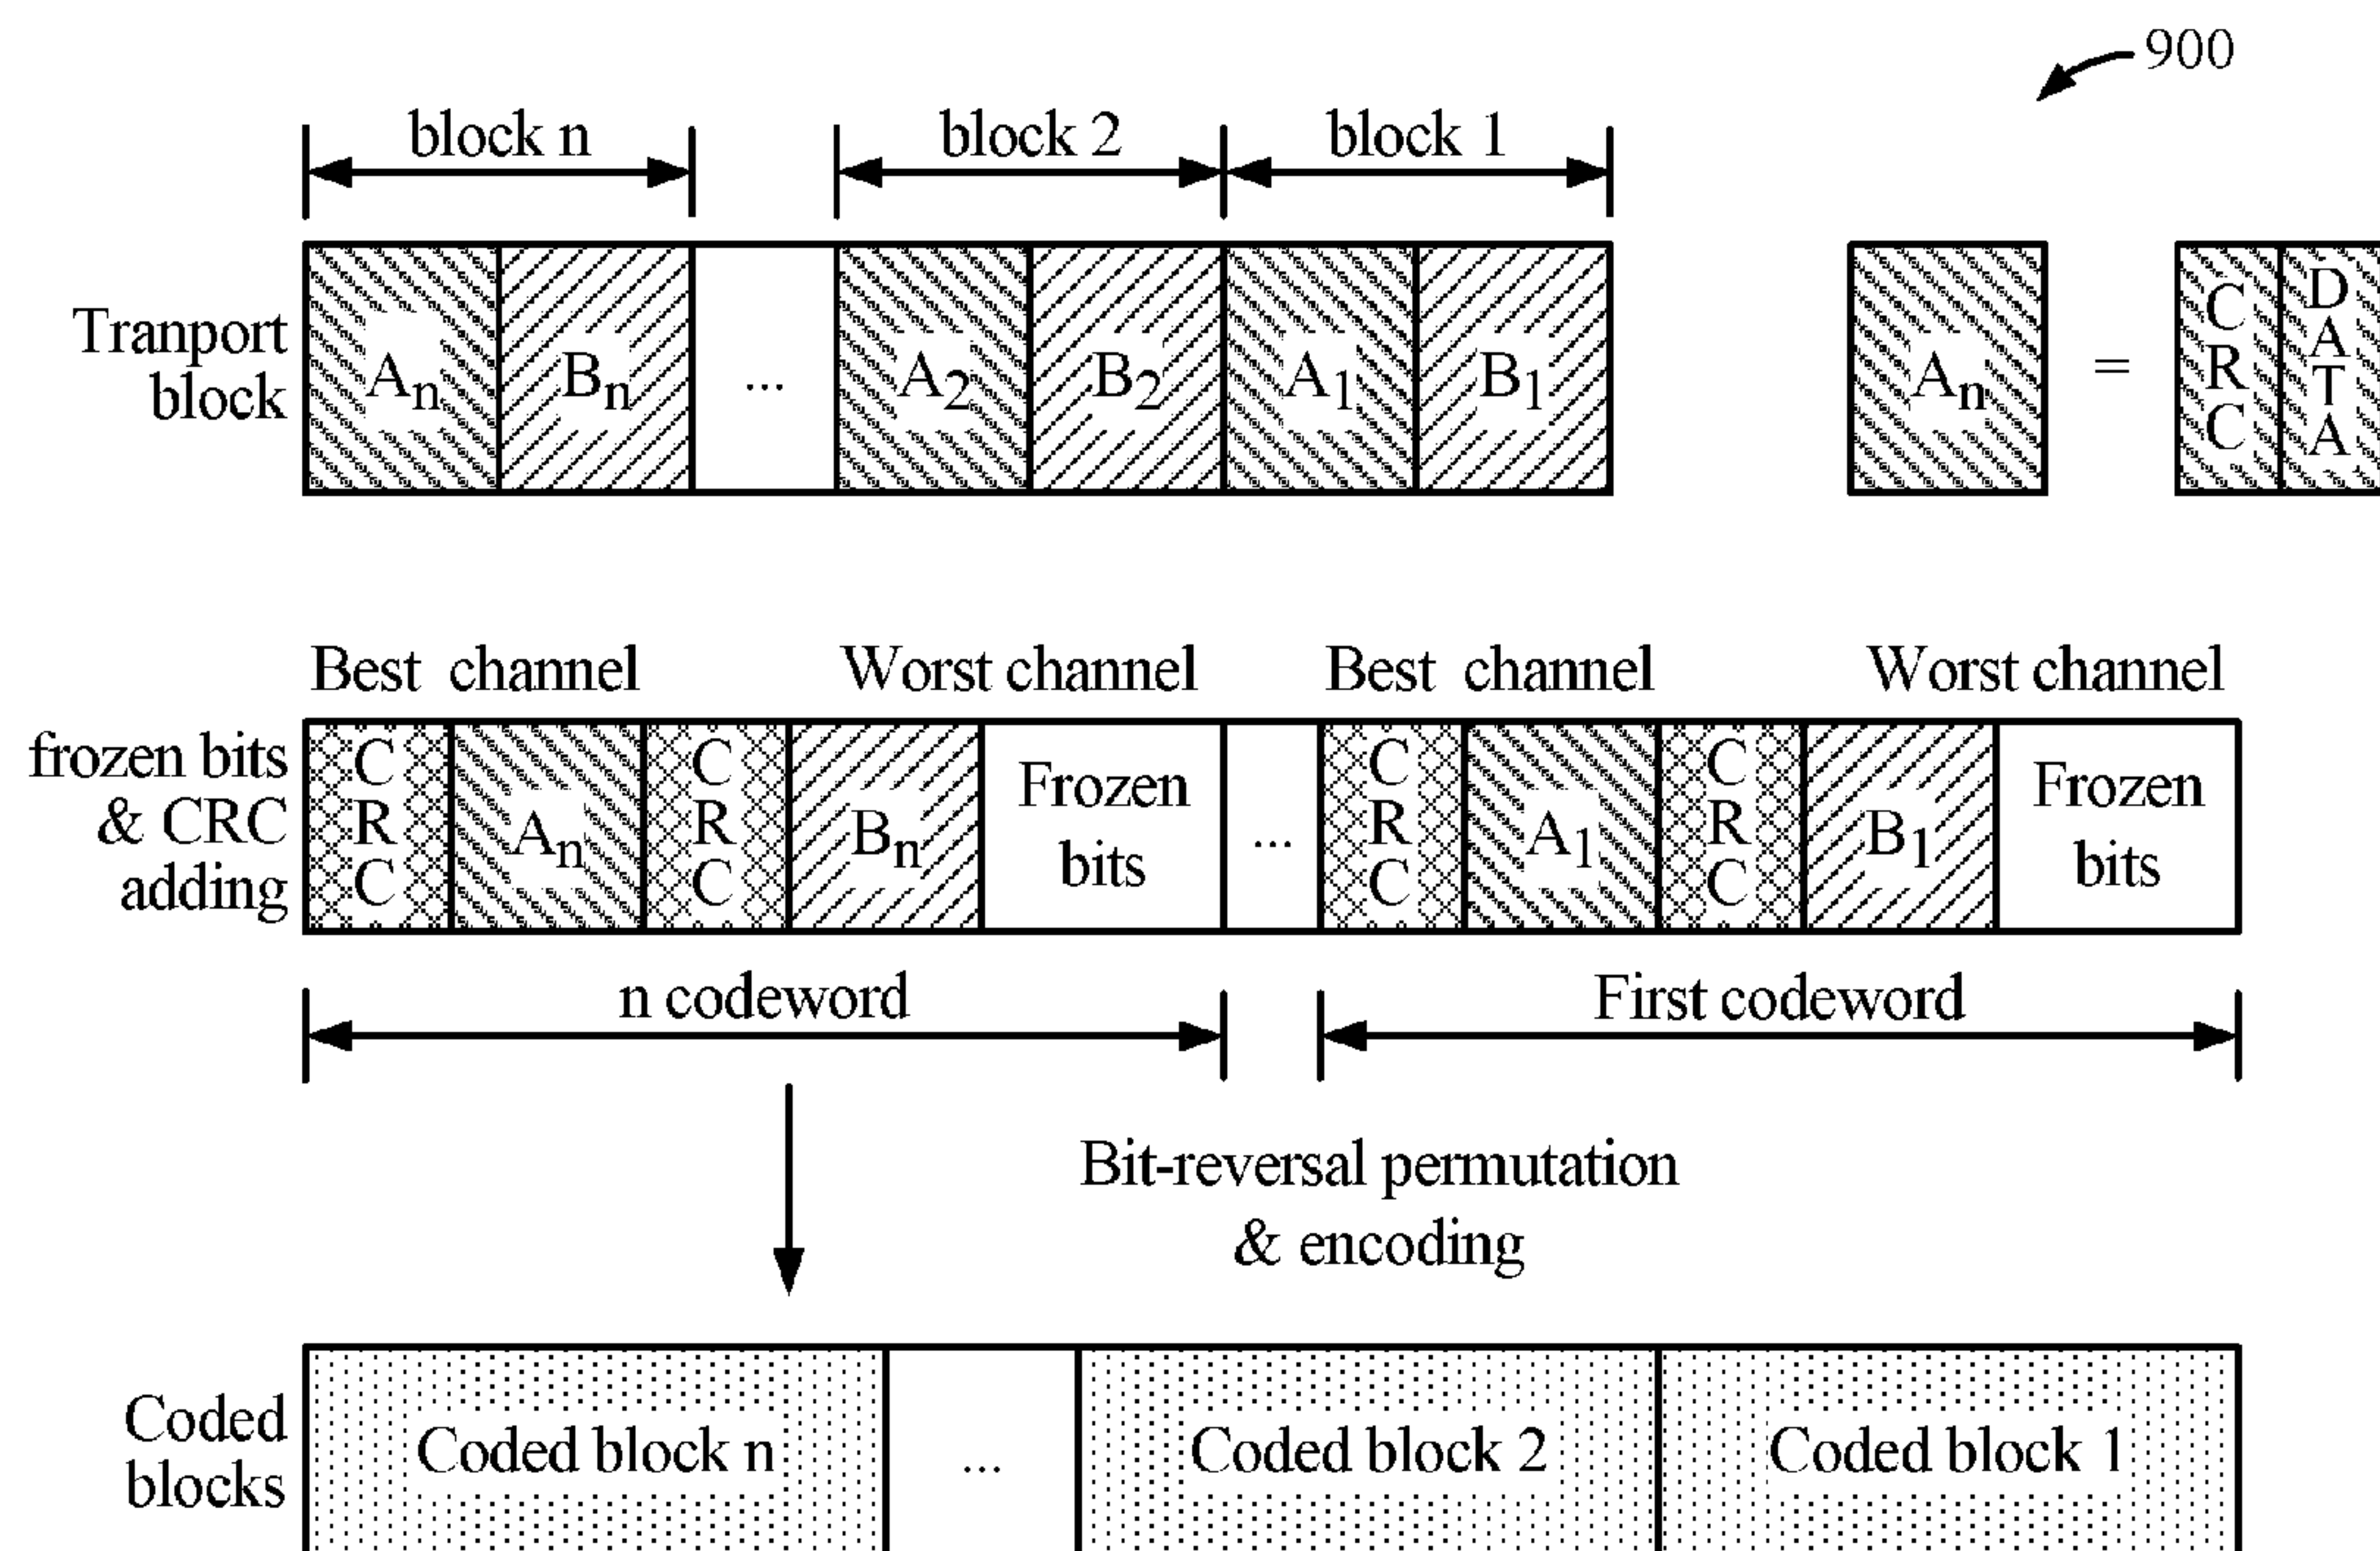 900
block n block 2 block 1
Tranport
block
An Bn ... A2 B2 A1 B1
An = CRC DATA
Best channel Worst channel Best channel Worst channel
frozen bits
& CRC
adding
CRC An CRC Bn Frozen bits ... CRC A1 CRC B1 Frozen bits
n codeword First codeword
Bit-reversal permutation
& encoding
Coded
blocks
Coded block n ... Coded block 2 Coded block 1